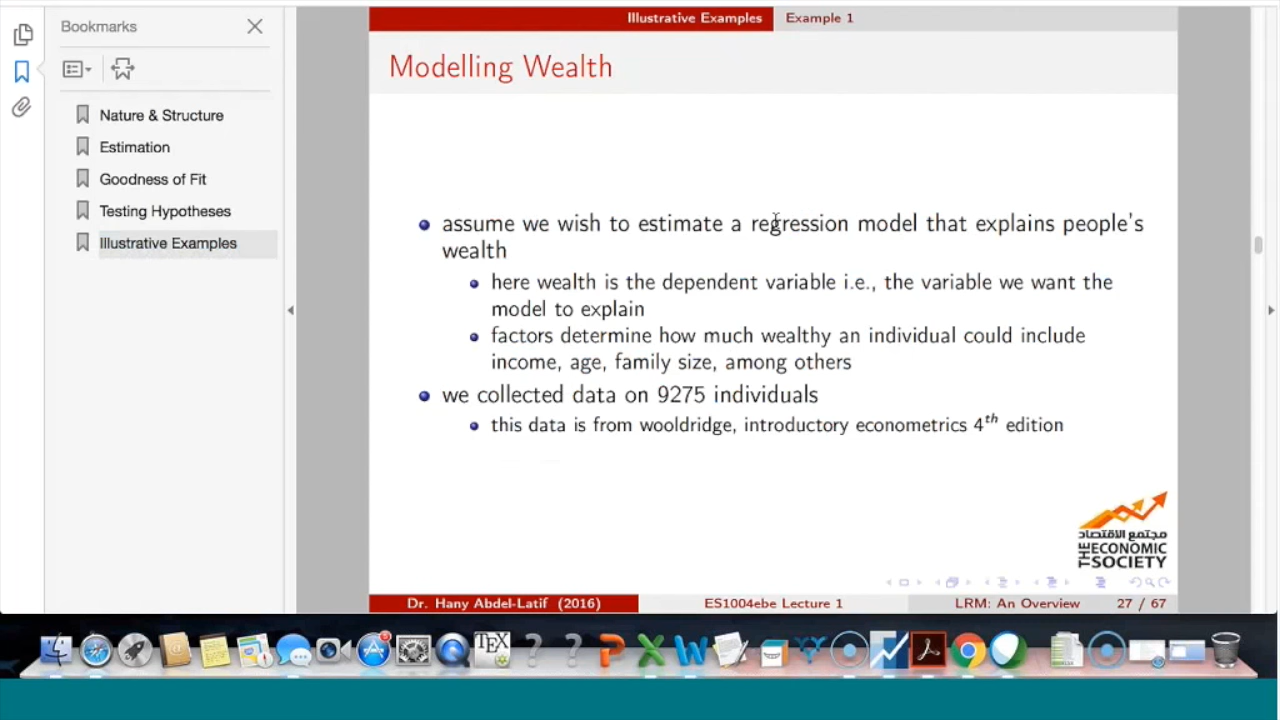 Bookmarks
Nature & Structure
Estimation
Goodness of Fit
Testing Hypotheses
Illustrative Examples
Illustrative Examples
Example 1
Modelling Wealth
assume we wish to estimate a regression model that explains people's
wealth
here wealth is the dependent variable i.e., the variable we want the
model to explain
factors determine how much wealthy an individual could include
income, age, family size, among others
we collected data on 9275 individuals
this data is from wooldridge, introductory econometrics 4th edition
مجتمع الاقتصاد
THE ECONOMIC SOCIETY
Dr. Hany Abdel-Latif (2016)
ES1004ebe Lecture 1
LRM: An Overview
27 / 67
TEX